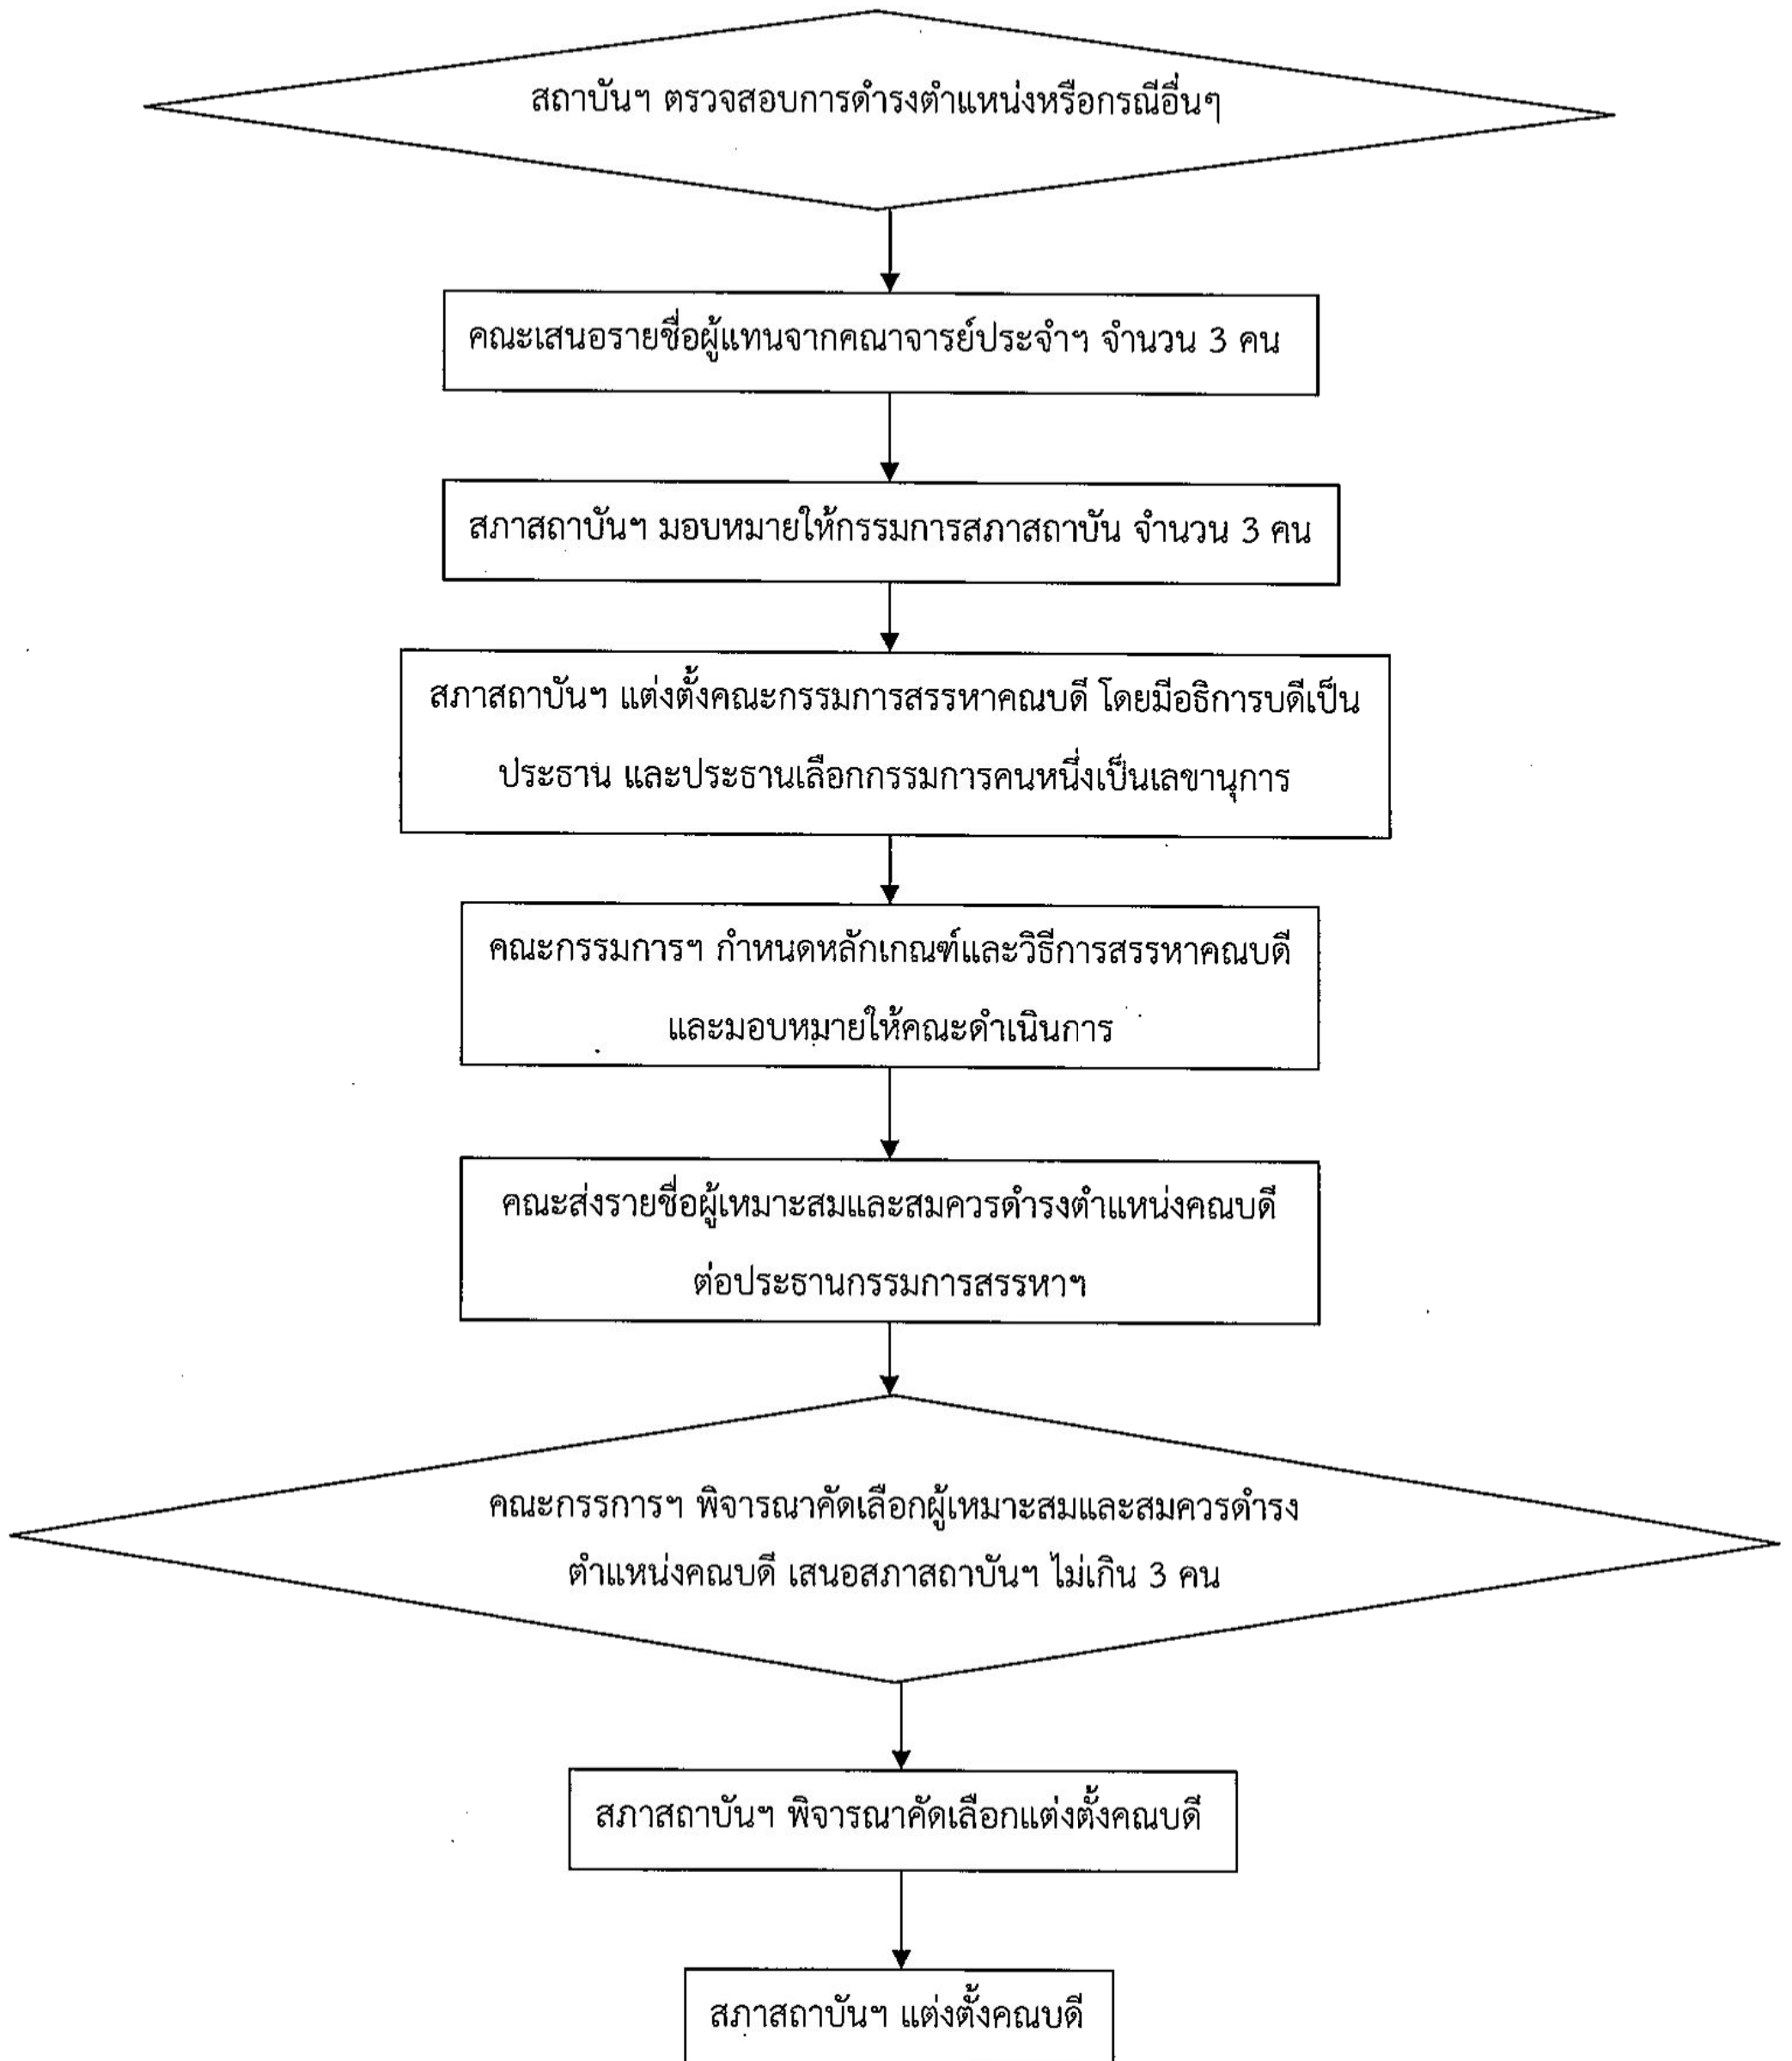 สถาบันฯ ตรวจสอบการดำรงตำแหน่งหรือกรณีอื่นๆ
คณะเสนอรายชื่อผู้แทนจากคณาจารย์ประจำฯ จำนวน 3 คน
สภาสถาบันฯ มอบหมายให้กรรมการสภาสถาบัน จำนวน 3 คน
สภาสถาบันฯ แต่งตั้งคณะกรรมการสรรหาคณบดี โดยมีอธิการบดีเป็น
ประธาน และประธานเลือกกรรมการคนหนึ่งเป็นเลขานุการ
คณะกรรมการฯ กำหนดหลักเกณฑ์และวิธีการสรรหาคณบดี
และมอบหมายให้คณะดำเนินการ
คณะส่งรายชื่อผู้เหมาะสมและสมควรดำรงตำแหน่งคณบดี
ต่อประธานกรรมการสรรหาฯ
คณะกรรการฯ พิจารณาคัดเลือกผู้เหมาะสมและสมควรดำรง
ตำแหน่งคณบดี เสนอสภาสถาบันฯ ไม่เกิน 3 คน
สภาสถาบันฯ พิจารณาคัดเลือกแต่งตั้งคณบดี
สภาสถาบันฯ แต่งตั้งคณบดี